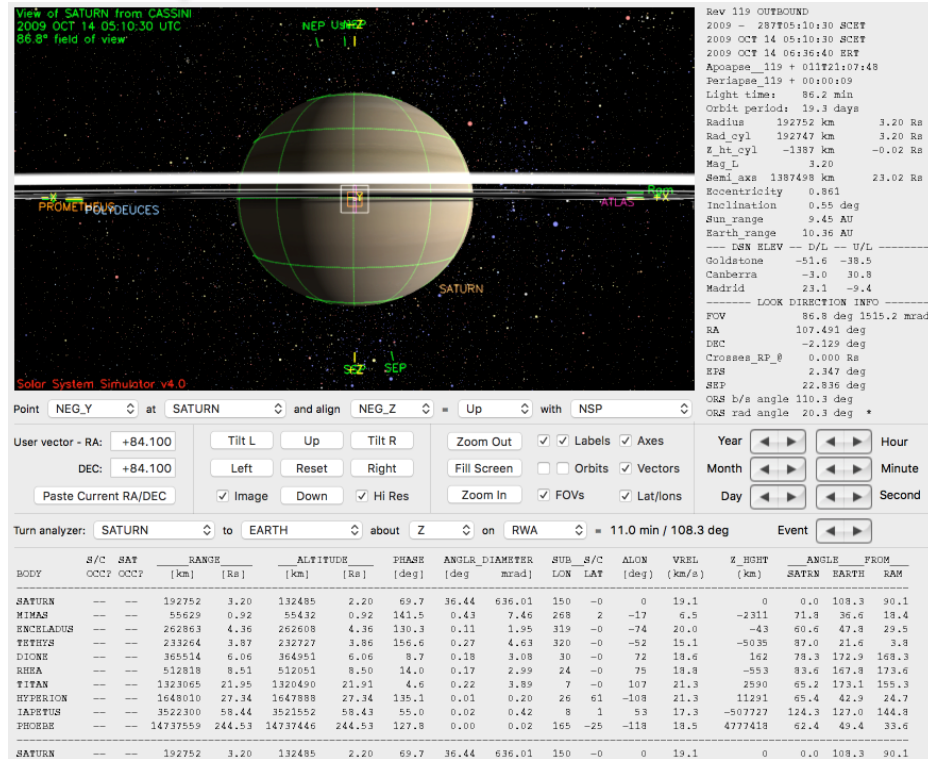 View of SATURN from CASSINI
2009 OCT 14 05:10:30 UTC
86.8° field of view
NEP
NEP
Z
-X
PROMETHEUS
POLYDEUCES
Y
Ram
+X
ATLAS
SATURN
SEP
-Z
SEP
Solar System Simulator v4.0
Rev 119 OUTBOUND
2009 - 287T05:10:30 SCET
2009 OCT 14 05:10:30 SCET
2009 OCT 14 06:36:40 ERT
Apoapse__119 + 011T21:07:48
Periapse_119 + 00:00:09
Light time: 86.2 min
Orbit period: 19.3 days
Radius 192752 km 3.20 Rs
Rad_cyl 192747 km 3.20 Rs
Z_ht_cyl -1387 km -0.02 Rs
Mag_L 3.20
Semi_axs 1387498 km 23.02 Rs
Eccentricity 0.861
Inclination 0.55 deg
Sun_range 9.45 AU
Earth_range 10.36 AU
--- DSN ELEV -- D/L -- U/L --------
Goldstone -51.6 -38.5
Canberra -3.0 30.8
Madrid 23.1 -9.4
------- LOOK DIRECTION INFO -------
FOV 86.8 deg 1515.2 mrad
RA 107.491 deg
DEC -2.129 deg
Crosses_RP_@ 0.000 Rs
EPS 2.347 deg
SEP 22.836 deg
ORS b/s angle 110.3 deg
ORS rad angle 20.3 deg *
Point NEG_Y at SATURN and align NEG_Z = Up with NSP
User vector - RA: +84.100 Tilt L Up Tilt R Zoom Out Labels Axes Year Hour
DEC: +84.100 Left Reset Right Fill Screen Orbits Vectors Month Minute
Paste Current RA/DEC Image Down Hi Res Zoom In FOVs Lat/lons Day Second
Turn analyzer: SATURN to EARTH about Z on RWA = 11.0 min / 108.3 deg Event
S/C SAT RANGE ALTITUDE PHASE ANGLR_DIAMETER SUB_S/C ΔLON VREL Z_HGHT ANGLE FROM
BODY OCC? OCC? [km] [Rs] [km] [Rs] [deg] [deg mrad] LON LAT [deg] (km/s) (km) SATRN EARTH RAM
SATURN -- -- 192752 3.20 132485 2.20 69.7 36.44 636.01 150 -0 0 19.1 0 0.0 108.3 90.1
MIMAS -- -- 55629 0.92 55432 0.92 141.5 0.43 7.46 268 2 -17 6.5 -2311 71.8 36.6 18.4
ENCELADUS -- -- 262863 4.36 262608 4.36 130.3 0.11 1.95 319 -0 -74 20.0 -43 60.6 47.8 29.5
TETHYS -- -- 233264 3.87 232727 3.86 156.6 0.27 4.63 320 -0 -52 15.1 -5035 87.0 21.6 3.8
DIONE -- -- 365514 6.06 364951 6.06 8.7 0.18 3.08 30 -0 72 18.6 162 78.3 172.9 168.3
RHEA -- -- 512818 8.51 512051 8.50 14.0 0.17 2.99 24 -0 75 18.8 -553 83.6 167.8 173.6
TITAN -- -- 1323065 21.95 1320490 21.91 4.6 0.22 3.89 7 -0 107 21.3 2590 65.2 173.1 155.3
HYPERION -- -- 1648010 27.34 1647888 27.34 135.1 0.01 0.20 26 61 -108 21.3 11291 65.4 42.9 24.7
IAPETUS -- -- 3522300 58.44 3521552 58.43 55.0 0.02 0.42 8 1 53 17.3 -507727 124.3 127.0 144.8
PHOEBE -- -- 14737559 244.53 14737446 244.53 127.8 0.00 0.02 165 -25 -118 18.5 4777418 62.4 49.4 33.6
SATURN -- -- 192752 3.20 132485 2.20 69.7 36.44 636.01 150 -0 0 19.1 0 0.0 108.3 90.1